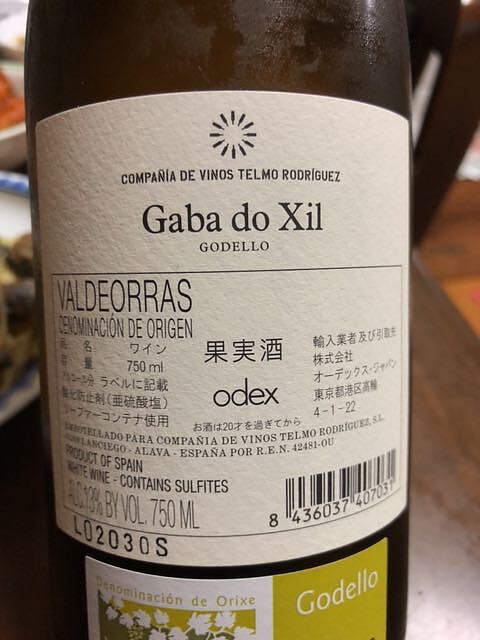 COMPAÑÍA DE VINOS TELMO RODRÍGUEZ
Gaba do Xil
GODELLO
VALDEORRAS
DENOMINACIÓN DE ORIGEN
品 名 ワイン
容 量 750 ml
アルコール分 ラベルに記載
酸化防止剤(亜硫酸塩)
リーファーコンテナ使用
果実酒
odex
お酒は20才を過ぎてから
輸入業者及び引取先
株式会社
オーデックス・ジャパン
東京都港区高輪
4-1-22
EMBOTELLADO PARA COMPAÑÍA DE VINOS TELMO RODRÍGUEZ, S.L.
01308 LANCIEGO - ALAVA - ESPAÑA POR R.E.N. 42481-OU
PRODUCT OF SPAIN
WHITE WINE - CONTAINS SULFITES
ALC.13% BY VOL. 750 ML
L02030S
8 436037 407031
Denominación de Orixe
Godello